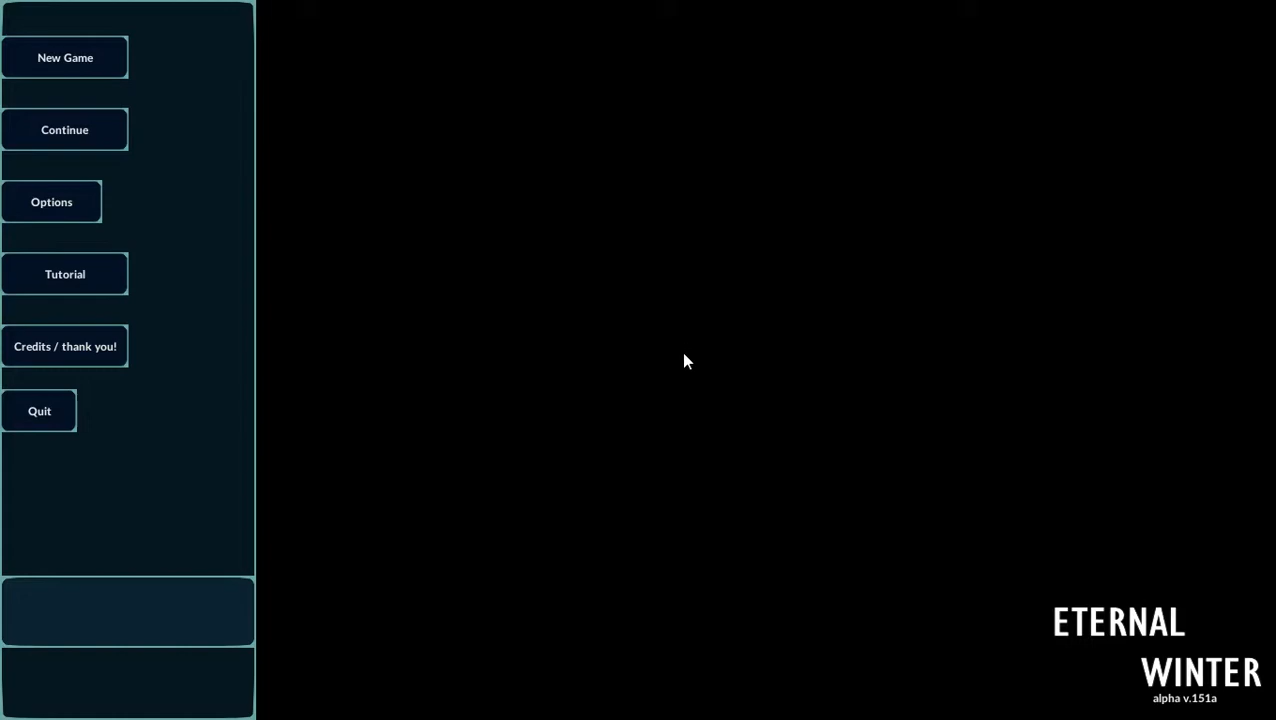 New Game
Continue
Options
Tutorial
Credits / thank you!
Quit
ETERNAL
WINTER
alpha v.151a